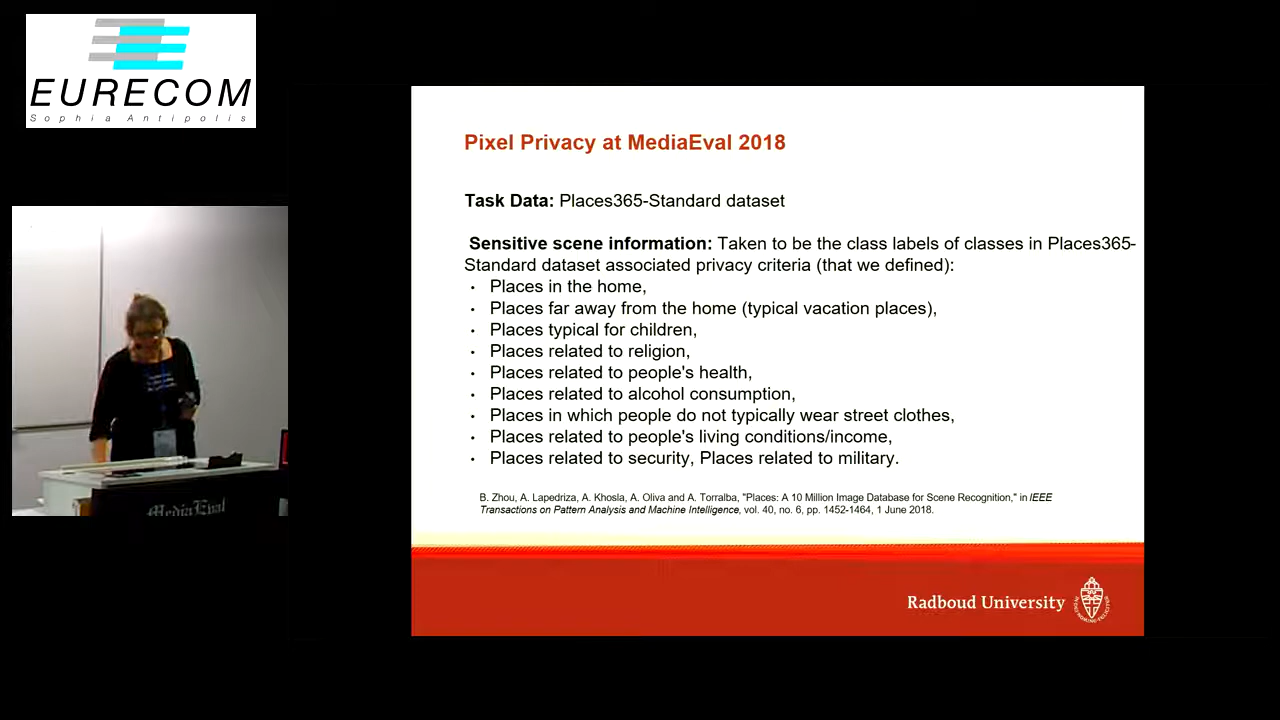 EURECOM
Sophia Antipolis
Pixel Privacy at MediaEval 2018
Task Data: Places365-Standard dataset
Sensitive scene information: Taken to be the class labels of classes in Places365-
Standard dataset associated privacy criteria (that we defined):
• Places in the home,
• Places far away from the home (typical vacation places),
• Places typical for children,
• Places related to religion,
• Places related to people's health,
• Places related to alcohol consumption,
• Places in which people do not typically wear street clothes,
• Places related to people's living conditions/income,
• Places related to security, Places related to military.
B. Zhou, A. Lapedriza, A. Khosla, A. Oliva and A. Torralba, "Places: A 10 Million Image Database for Scene Recognition," in IEEE
Transactions on Pattern Analysis and Machine Intelligence, vol. 40, no. 6, pp. 1452-1464, 1 June 2018.
Radboud University
MediaEval